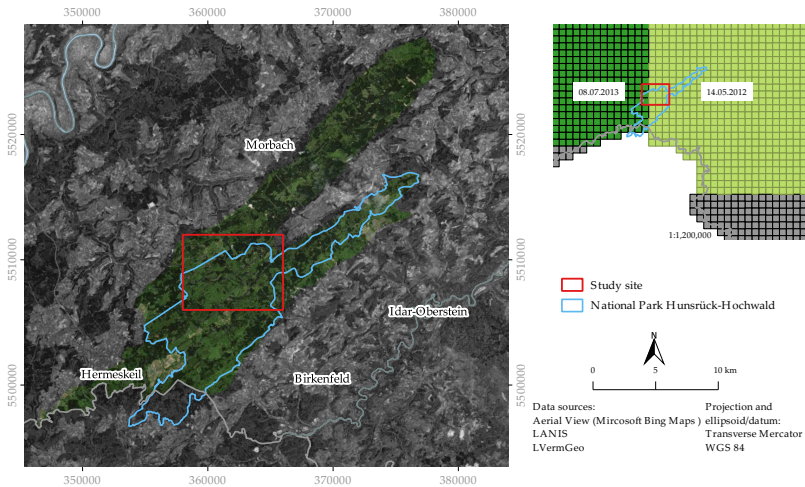 350000
360000
370000
380000
5520000
5510000
5500000
Morbach
Idar-Oberstein
Hermeskeil
Birkenfeld
5520000
5510000
5500000
350000
360000
370000
380000
08.07.2013
14.05.2012
1:1,200,000
Study site
National Park Hunsrück-Hochwald
N
0
5
10 km
Data sources:
Aerial View (Mircosoft Bing Maps )
LANIS
LVermGeo
Projection and
ellipsoid/datum:
Transverse Mercator
WGS 84